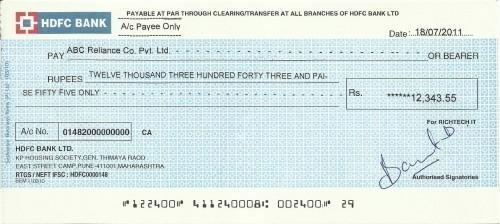 HDFC BANK
PAYABLE AT PAR THROUGH CLEARING/TRANSFER AT ALL BRANCHES OF HDFC BANK LTD
A/c Payee Only
Date : 18/07/2011
PAY ABC Reliance Co. Pvt. Ltd. OR BEARER
RUPEES TWELVE THOUSAND THREE HUNDRED FORTY THREE AND PAI-
SE FIFTY FIVE ONLY Rs. ******12,343.55
A/c No. 01482000000000 CA
For RICHTECH IT
HDFC BANK LTD.
KP HOUSING SOCIETY,GEN. THIMAYA RAOD
EAST STREET CAMP,PUNE-411001,MAHARASHTRA
RTGS / NEFT IFSC : HDFC0000148
Authorised Signatories
⑈122400⑈ 411240008⑆ 002400⑈ 29